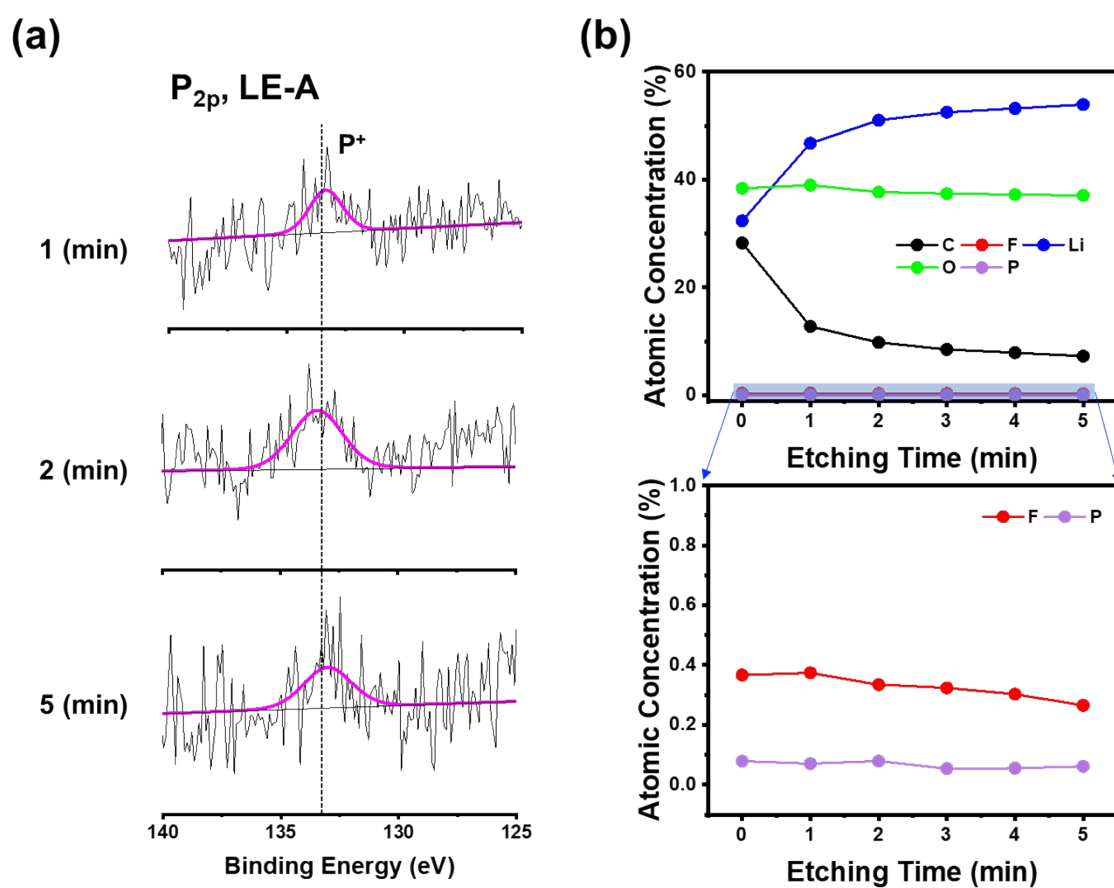 (a)
P2p, LE-A
P+
1 (min)
2 (min)
5 (min)
140 135 130 125
Binding Energy (eV)
(b)
Atomic Concentration (%)
60
40
20
0
C F Li
O P
0 1 2 3 4 5
Etching Time (min)
Atomic Concentration (%)
1.0
0.8
0.6
0.4
0.2
0.0
F P
0 1 2 3 4 5
Etching Time (min)